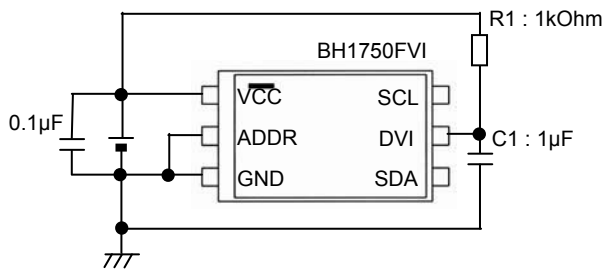 R1 : 1kOhm
BH1750FVI
VCC
SCL
0.1µF
ADDR
DVI
C1 : 1µF
GND
SDA